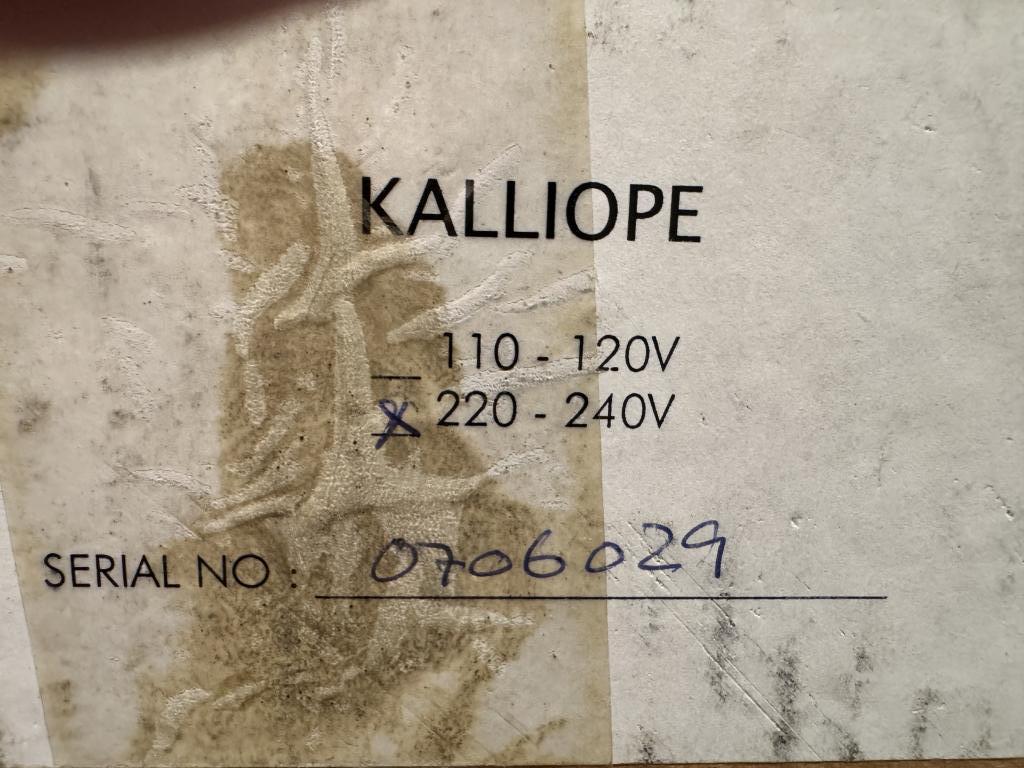 KALLIOPE
__ 110 - 120V
X 220 - 240V
SERIAL NO : 0706029